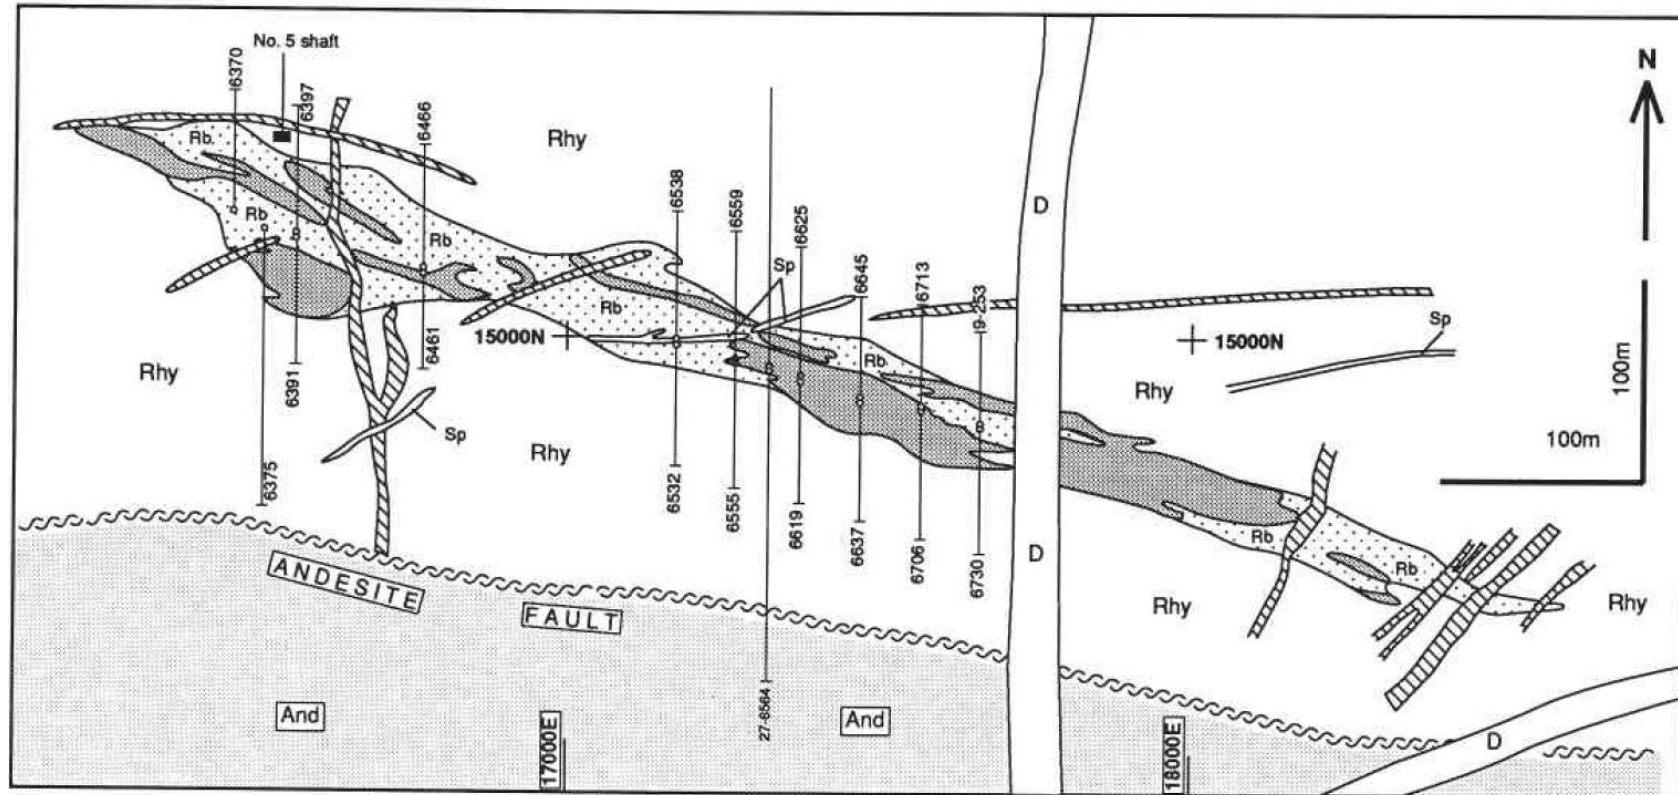 No. 5 shaft
6370
6397
6466
Rhy
N
Rb
D
6538
6559
6625
Rb
Rb
Sp
6645
6713
9-253
Rb
15000N
15000N
Sp
Rb
Rhy
6391
6461
Rhy
100m
Sp
Rhy
100m
6375
6532
6555
6619
6637
6706
6730
D
Rb
Rb
Rhy
Rhy
ANDESITE
FAULT
And
17000E
27-6564
And
18000E
D